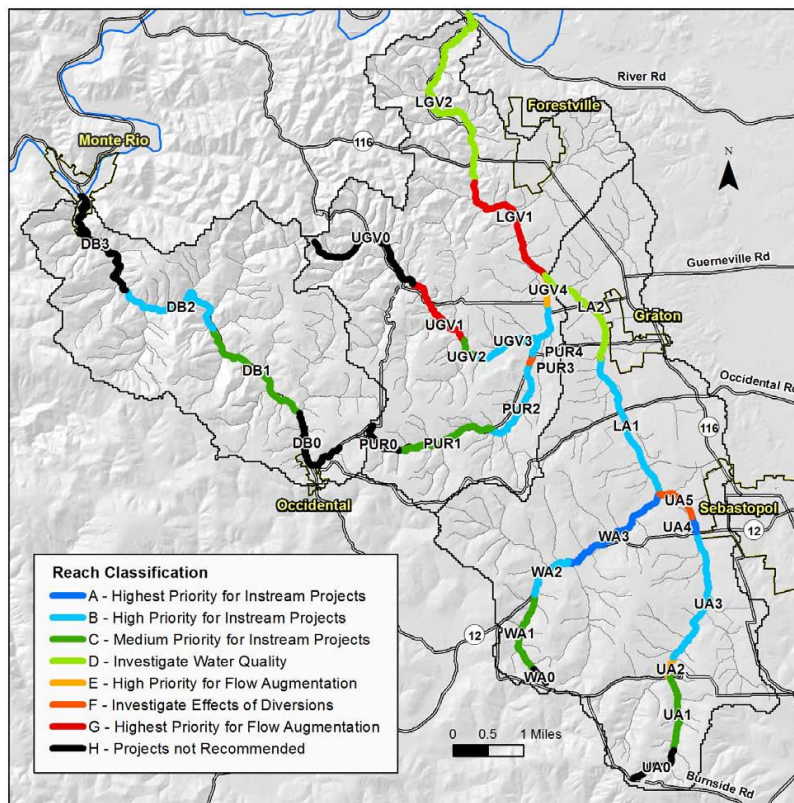 River Rd
LGV2
Forestville
Monte Rio
116
N
LGV1
DB3
UGV0
Guerneville Rd
UGV4
DB2
LA2
Graton
UGV1
UGV3
UGV2
PUR4
PUR3
DB1
Occidental Rd
PUR2
LA1
116
DB0
PUR0
PUR1
Occidental
UA5
Sebastopol
UA4
12
WA3
Reach Classification
A - Highest Priority for Instream Projects
B - High Priority for Instream Projects
C - Medium Priority for Instream Projects
D - Investigate Water Quality
E - High Priority for Flow Augmentation
F - Investigate Effects of Diversions
G - Highest Priority for Flow Augmentation
H - Projects not Recommended
WA2
UA3
12
WA1
WA0
UA2
UA1
0 1 Miles
UA0
Burnside Rd